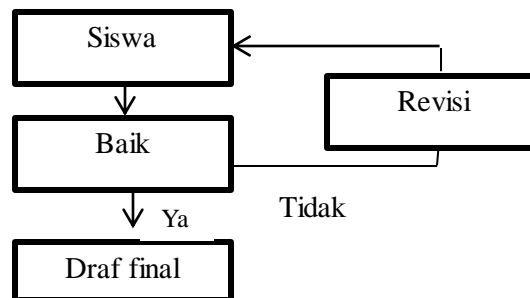 Siswa
Revisi
Baik
Tidak
Ya
Draf final